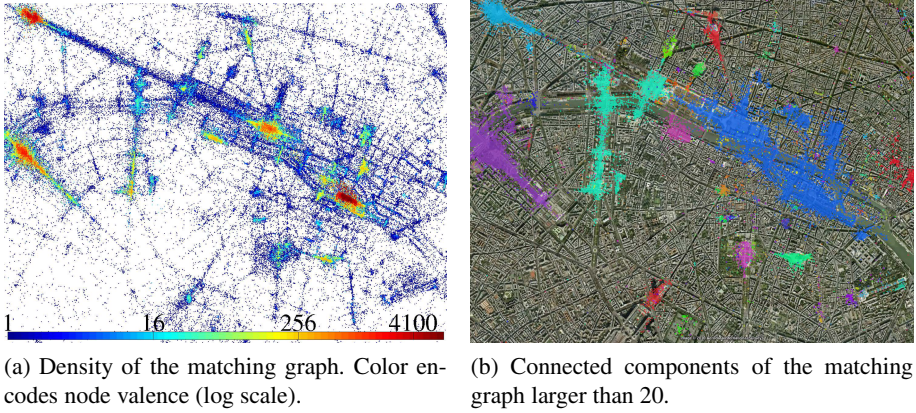 1 16 256 4100
(a) Density of the matching graph. Color en-
codes node valence (log scale).
(b) Connected components of the matching
graph larger than 20.